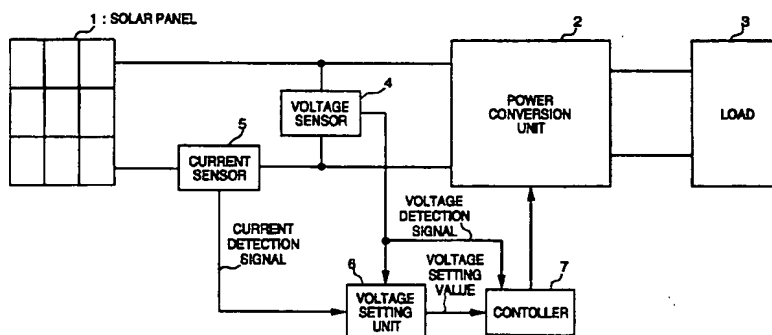 1 : SOLAR PANEL
2
3
4
VOLTAGE
SENSOR
POWER
CONVERSION
UNIT
LOAD
5
CURRENT
SENSOR
CURRENT
DETECTION
SIGNAL
VOLTAGE
DETECTION
SIGNAL
6
VOLTAGE
SETTING
UNIT
VOLTAGE
SETTING
VALUE
7
CONTOLLER